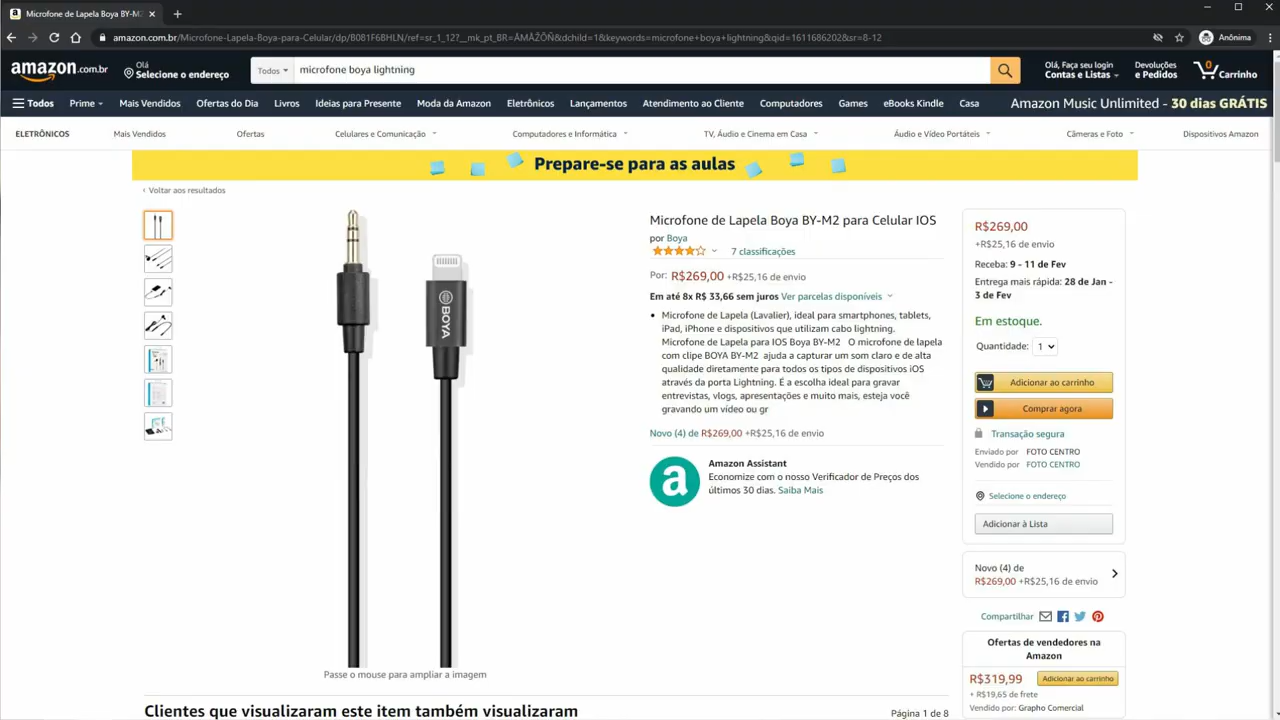 Microfone de Lapela Boya BY-M2
amazon.com.br/Microfone-Lapela-Boya-para-Celular/dp/B081F6BHLN/ref=sr_1_12?__mk_pt_BR=ÅMÅŽÕÑ&dchild=1&keywords=microfone+boya+lightning&qid=1611686202&sr=8-12
Anônima
amazon.com.br
Olá
Selecione o endereço
Todos
microfone boya lightning
Olá, Faça seu login
Contas e Listas
Devoluções
e Pedidos
0
Carrinho
Todos
Prime
Mais Vendidos
Ofertas do Dia
Livros
Ideias para Presente
Moda da Amazon
Eletrônicos
Lançamentos
Atendimento ao Cliente
Computadores
Games
eBooks Kindle
Casa
Amazon Music Unlimited - 30 dias GRÁTIS
ELETRÔNICOS
Mais Vendidos
Ofertas
Celulares e Comunicação
Computadores e Informática
TV, Áudio e Cinema em Casa
Áudio e Vídeo Portáteis
Câmeras e Foto
Dispositivos Amazon
Prepare-se para as aulas
‹ Voltar aos resultados
BOYA
Passe o mouse para ampliar a imagem
Microfone de Lapela Boya BY-M2 para Celular IOS
por Boya
7 classificações
Por: R$269,00 +R$25,16 de envio
Em até 8x R$ 33,66 sem juros Ver parcelas disponíveis
• Microfone de Lapela (Lavalier), ideal para smartphones, tablets,
iPad, iPhone e dispositivos que utilizam cabo lightning.
Microfone de Lapela para IOS Boya BY-M2 O microfone de lapela
com clipe BOYA BY-M2 ajuda a capturar um som claro e de alta
qualidade diretamente para todos os tipos de dispositivos iOS
através da porta Lightning. É a escolha ideal para gravar
entrevistas, vlogs, apresentações e muito mais, esteja você
gravando um vídeo ou gr
Novo (4) de R$269,00 +R$25,16 de envio
a
Amazon Assistant
Economize com o nosso Verificador de Preços dos
últimos 30 dias. Saiba Mais
R$269,00
+R$25,16 de envio
Receba: 9 - 11 de Fev
Entrega mais rápida: 28 de Jan -
3 de Fev
Em estoque.
Quantidade: 1
Adicionar ao carrinho
Comprar agora
Transação segura
Enviado por FOTO CENTRO
Vendido por FOTO CENTRO
Selecione o endereço
Adicionar à Lista
Novo (4) de
R$269,00 +R$25,16 de envio
Compartilhar
Ofertas de vendedores na
Amazon
R$319,99
Adicionar ao carrinho
+ R$19,65 de frete
Vendido por: Grapho Comercial
Clientes que visualizaram este item também visualizaram
Página 1 de 8